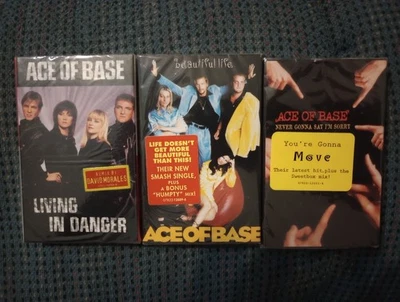 ACE OF BASE
REMIX BY
DAVID MORALES
LIVING
IN DANGER
beautiful life
LIFE DOESN'T
GET MORE
BEAUTIFUL THAN
THIS!
THEIR NEW
SMASH SINGLE,
PLUS
A BONUS
"HUMPTY" MIX!
ACE OF BASE
ACE OF BASE
NEVER GONNA SAY I'M SORRY
You're Gonna
Move
Their latest hit, plus the
Sweetbox mix!